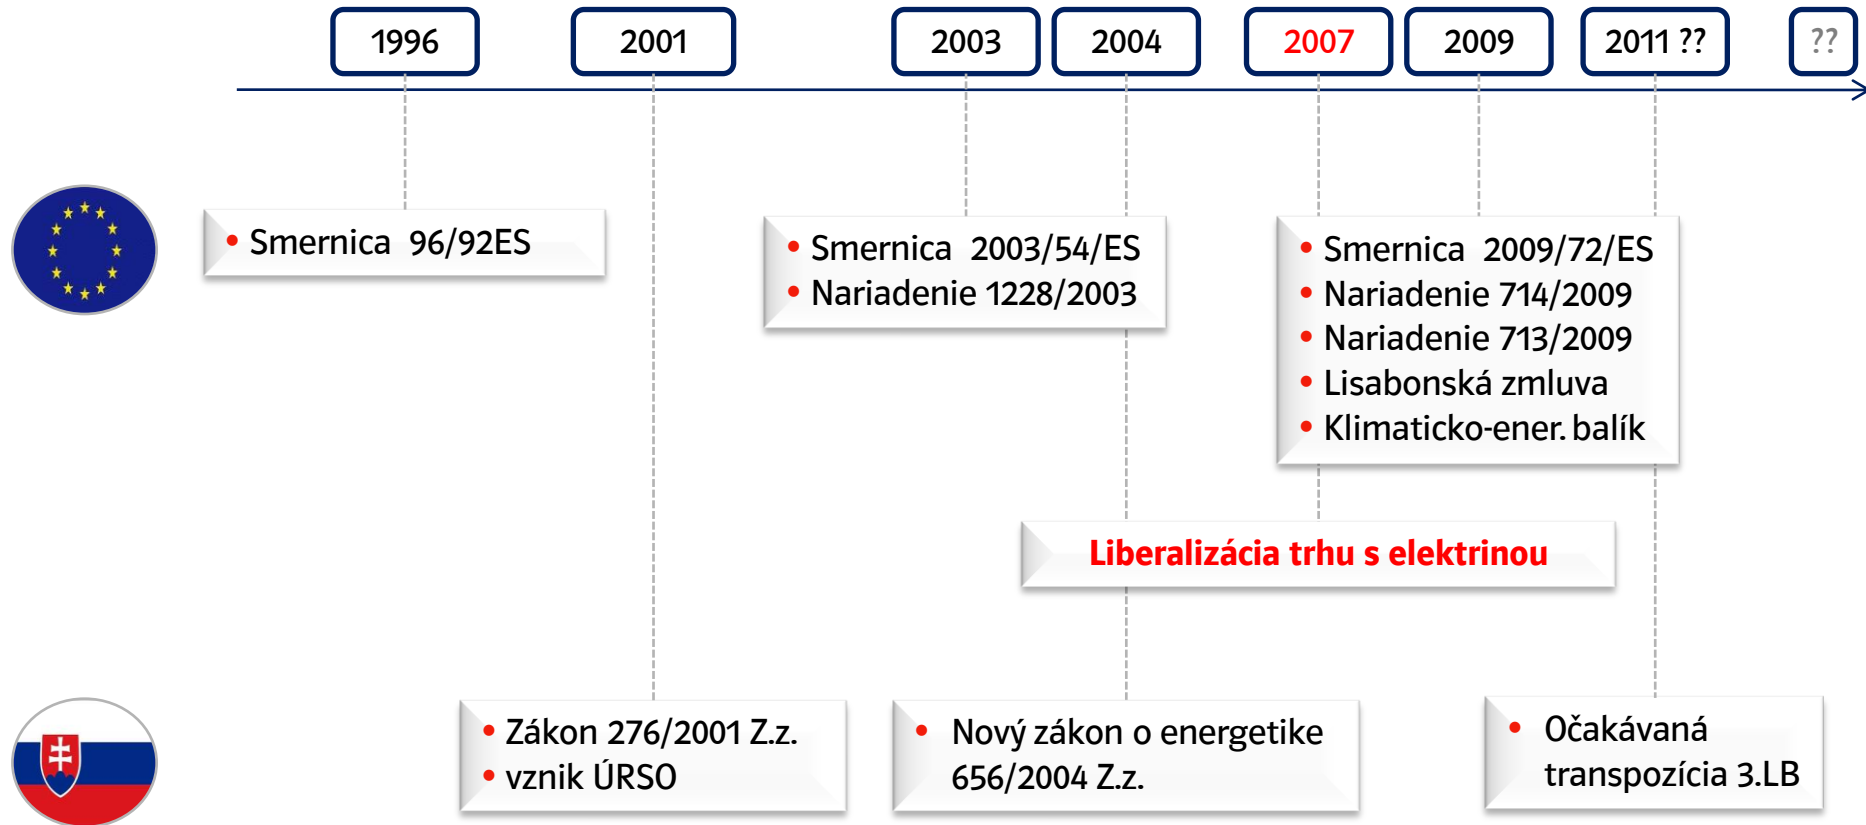 1996
2001
2003
2004
2007
2009
2011 ??
??
• Smernica 96/92ES
• Smernica 2003/54/ES
• Nariadenie 1228/2003
• Smernica 2009/72/ES
• Nariadenie 714/2009
• Nariadenie 713/2009
• Lisabonská zmluva
• Klimaticko-ener. balík
Liberalizácia trhu s elektrinou
• Zákon 276/2001 Z.z.
• vznik ÚRSO
• Nový zákon o energetike
656/2004 Z.z.
• Očakávaná
transpozícia 3.LB